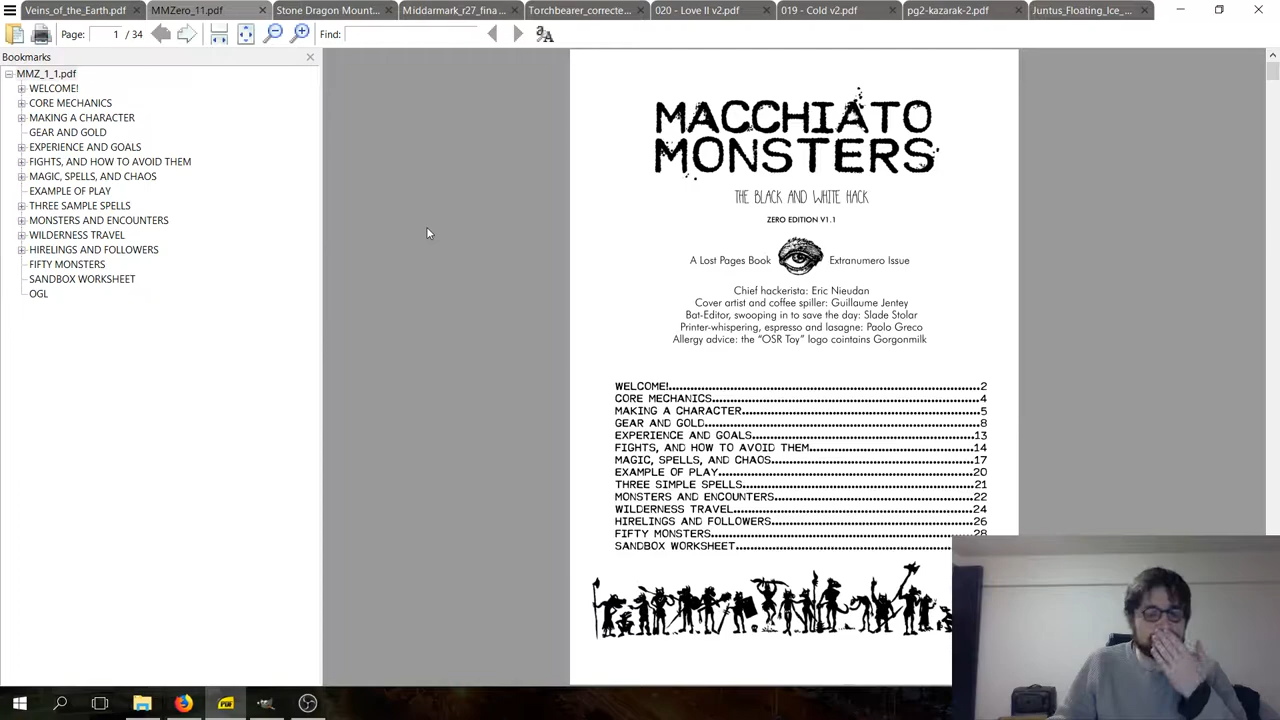 Veins of the Earth.pdf
MMZero_11.pdf
Stone Dragon Mount...
Middarmark_r27_fina...
Torchbearer_correcte...
020 - Love II v2.pdf
019 - Cold v2.pdf
pg2-kazarak-2.pdf
Juntus_Floating_Ice_...
Page: 1 / 34
Find:
Bookmarks
MMZ_1_1.pdf
WELCOME!
CORE MECHANICS
MAKING A CHARACTER
GEAR AND GOLD
EXPERIENCE AND GOALS
FIGHTS, AND HOW TO AVOID THEM
MAGIC, SPELLS, AND CHAOS
EXAMPLE OF PLAY
THREE SAMPLE SPELLS
MONSTERS AND ENCOUNTERS
WILDERNESS TRAVEL
HIRELINGS AND FOLLOWERS
FIFTY MONSTERS
SANDBOX WORKSHEET
OGL
MACCHIATO
MONSTERS
THE BLACK AND WHITE HACK
ZERO EDITION V1.1
A Lost Pages Book Extranumero Issue
Chief hackerista: Eric Nieudan
Cover artist and coffee spiller: Guillaume Jentey
Bat-Editor, swooping in to save the day: Slade Stolar
Printer-whispering, espresso and lasagne: Paolo Greco
Allergy advice: the “OSR Toy” logo cointains Gorgonmilk
WELCOME!...2
CORE MECHANICS...4
MAKING A CHARACTER...5
GEAR AND GOLD...8
EXPERIENCE AND GOALS...13
FIGHTS, AND HOW TO AVOID THEM...14
MAGIC, SPELLS, AND CHAOS...17
EXAMPLE OF PLAY...20
THREE SIMPLE SPELLS...21
MONSTERS AND ENCOUNTERS...22
WILDERNESS TRAVEL...24
HIRELINGS AND FOLLOWERS...26
FIFTY MONSTERS...28
SANDBOX WORKSHEET...